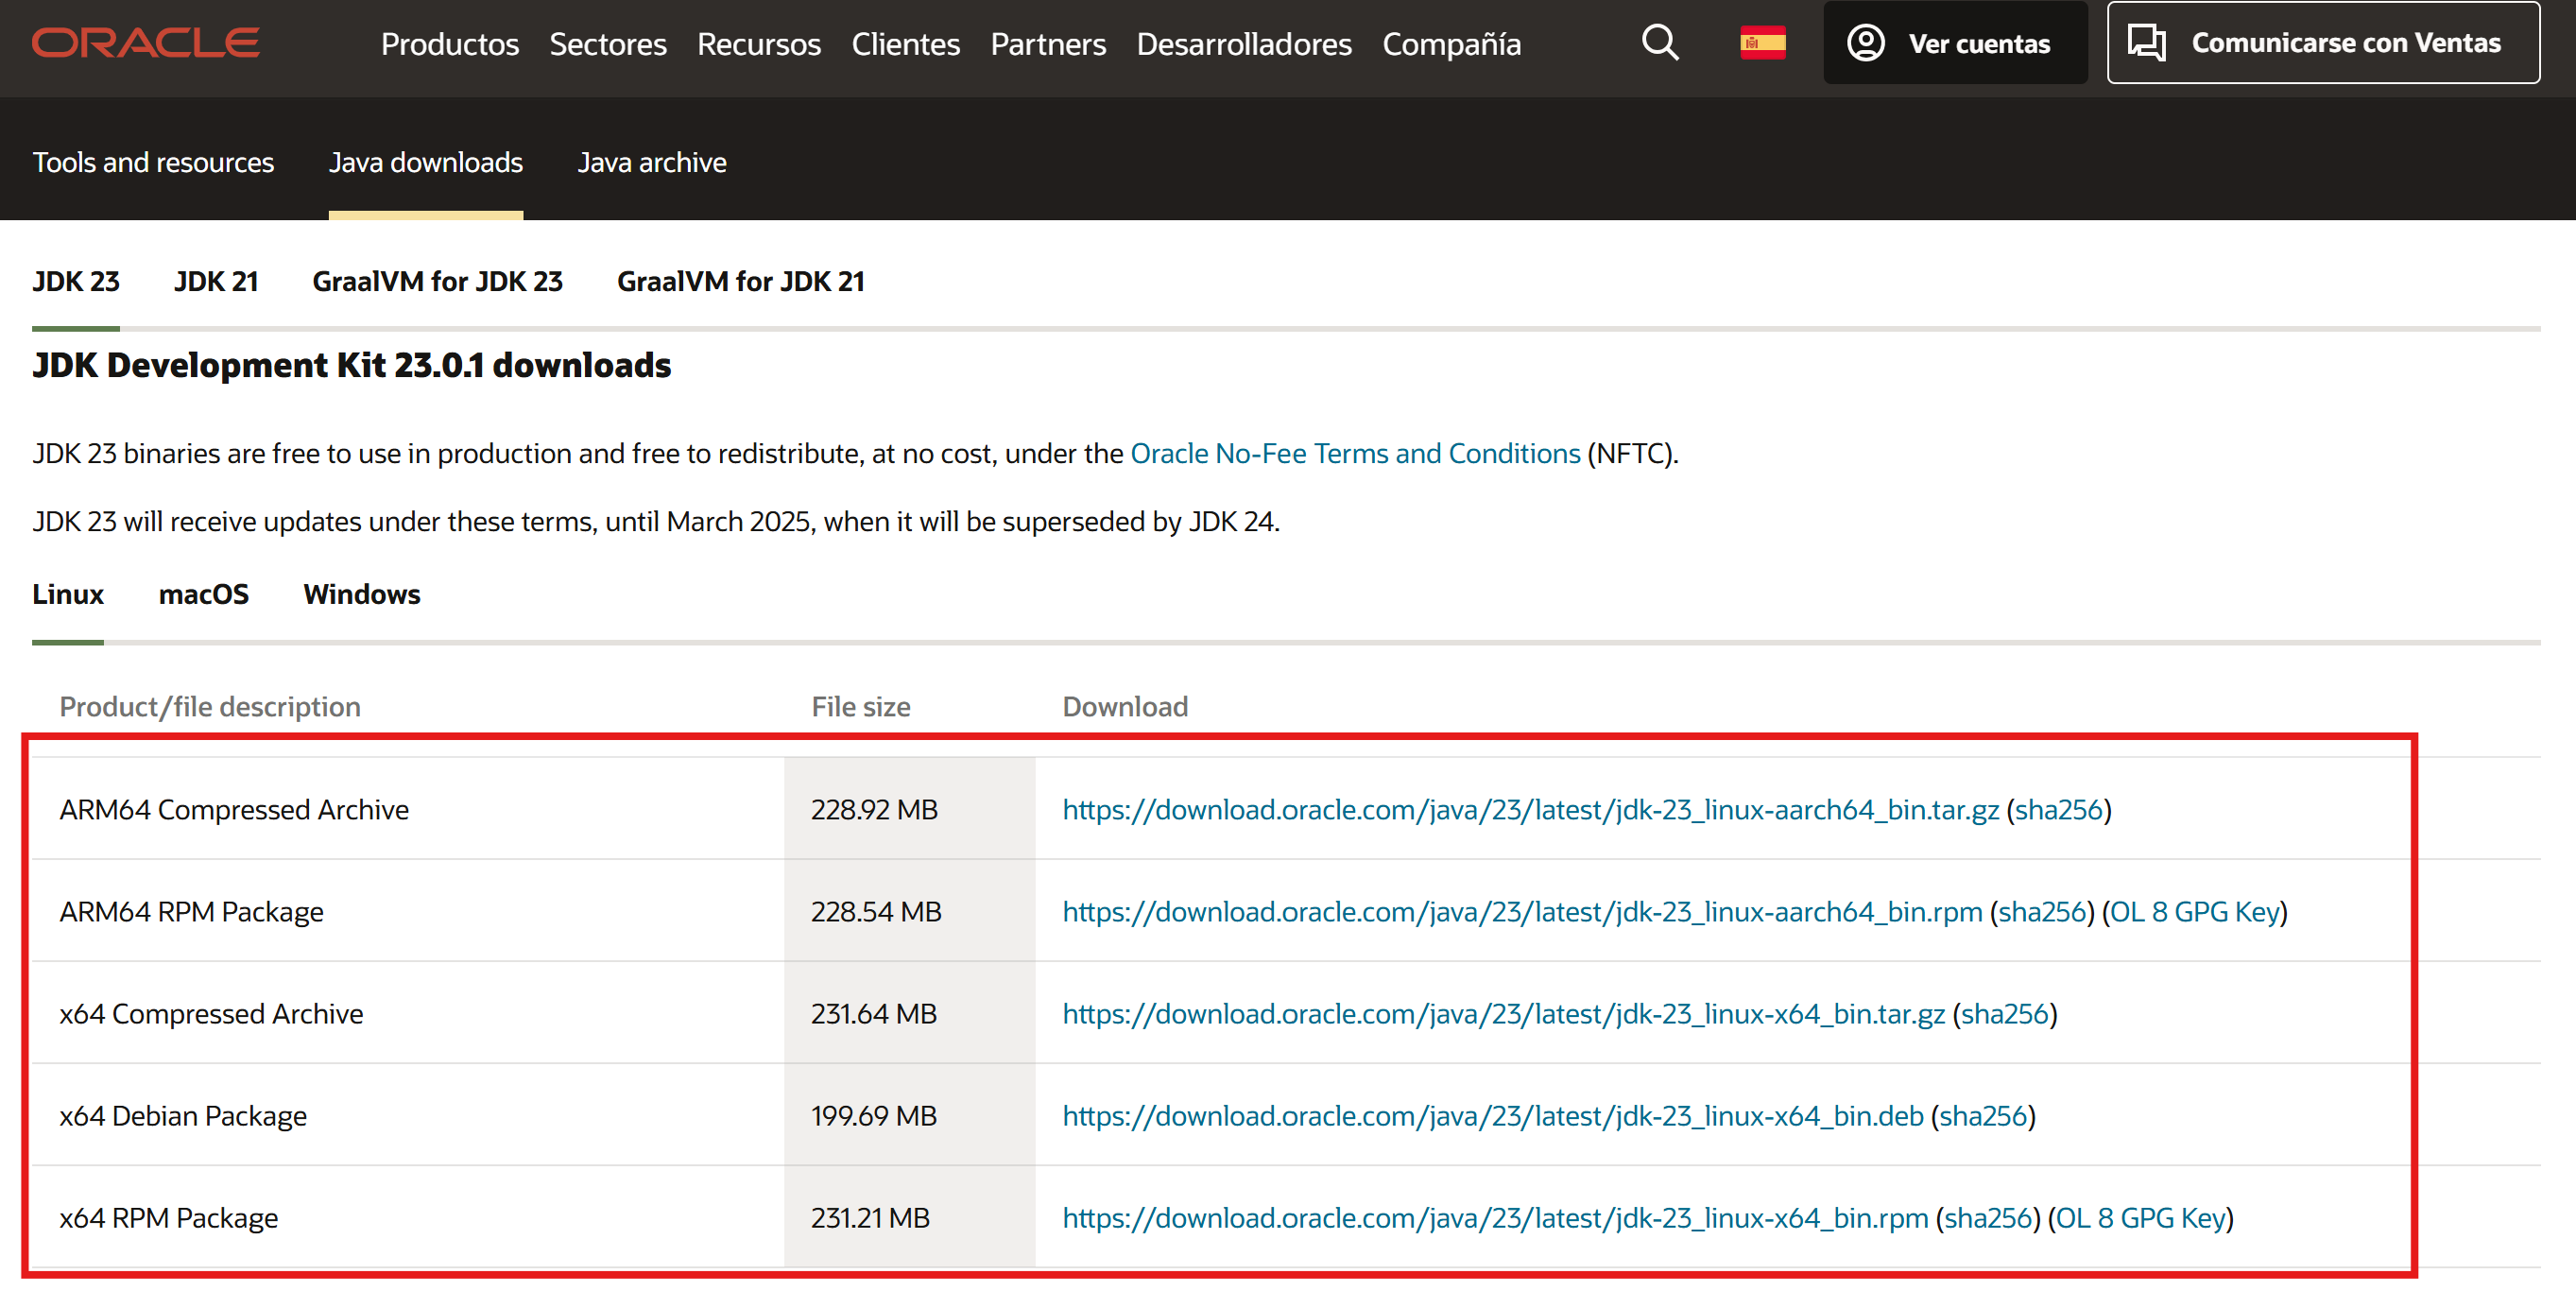 ORACLE Productos Sectores Recursos Clientes Partners Desarrolladores Compañía Ver cuentas Comunicarse con Ventas
Tools and resources Java downloads Java archive
JDK 23 JDK 21 GraalVM for JDK 23 GraalVM for JDK 21
JDK Development Kit 23.0.1 downloads
JDK 23 binaries are free to use in production and free to redistribute, at no cost, under the Oracle No-Fee Terms and Conditions (NFTC).
JDK 23 will receive updates under these terms, until March 2025, when it will be superseded by JDK 24.
Linux macOS Windows
Product/file description File size Download
ARM64 Compressed Archive 228.92 MB https://download.oracle.com/java/23/latest/jdk-23_linux-aarch64_bin.tar.gz (sha256)
ARM64 RPM Package 228.54 MB https://download.oracle.com/java/23/latest/jdk-23_linux-aarch64_bin.rpm (sha256) (OL 8 GPG Key)
x64 Compressed Archive 231.64 MB https://download.oracle.com/java/23/latest/jdk-23_linux-x64_bin.tar.gz (sha256)
x64 Debian Package 199.69 MB https://download.oracle.com/java/23/latest/jdk-23_linux-x64_bin.deb (sha256)
x64 RPM Package 231.21 MB https://download.oracle.com/java/23/latest/jdk-23_linux-x64_bin.rpm (sha256) (OL 8 GPG Key)